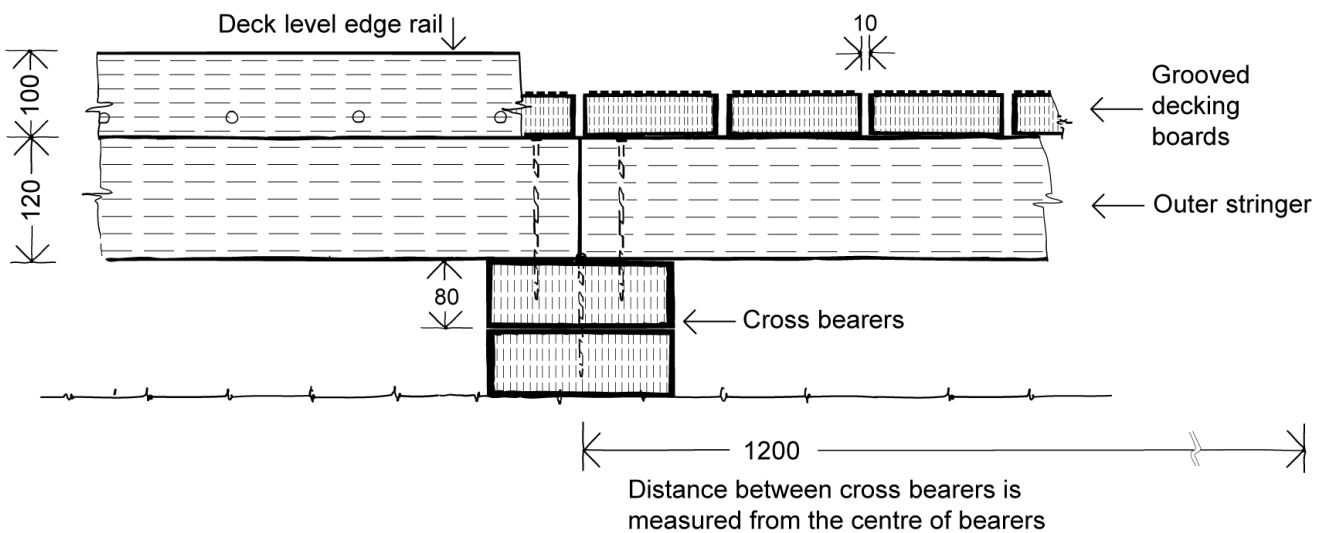 Deck level edge rail
10
100
Grooved
decking
boards
120
Outer stringer
80
Cross bearers
1200
Distance between cross bearers is
measured from the centre of bearers